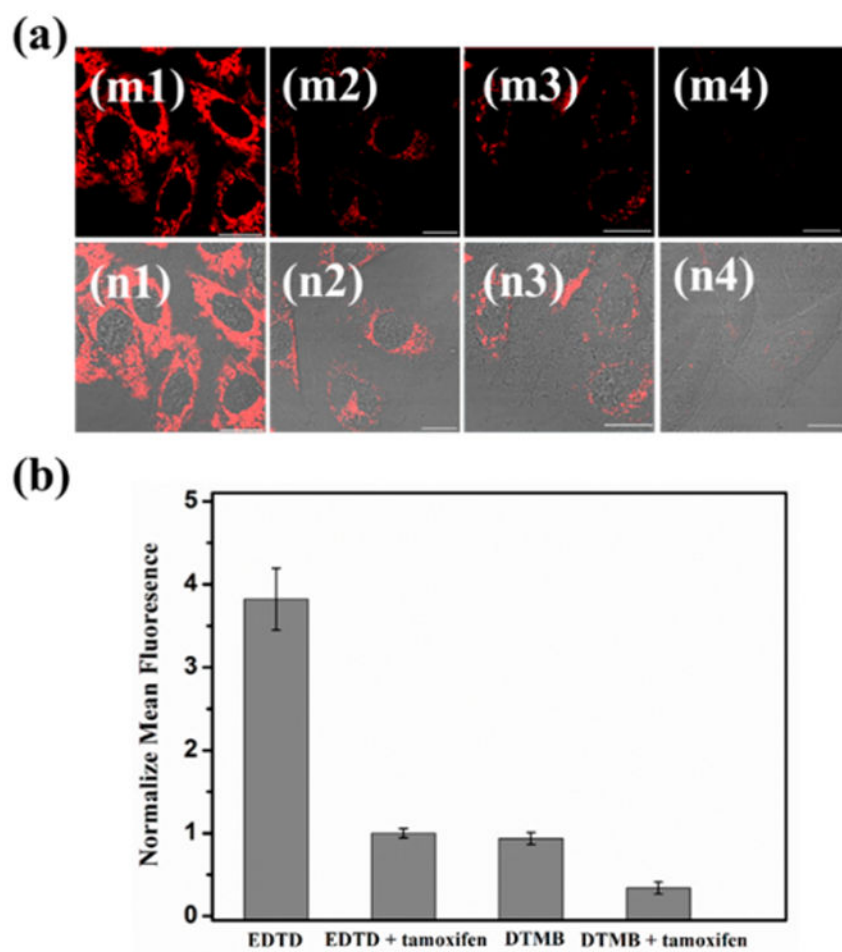 (a)
(m1) (m2) (m3) (m4)
(n1) (n2) (n3) (n4)
(b)
Normalize Mean Fluoresence
5
4
3
2
1
0
EDTD EDTD + tamoxifen DTMB DTMB + tamoxifen